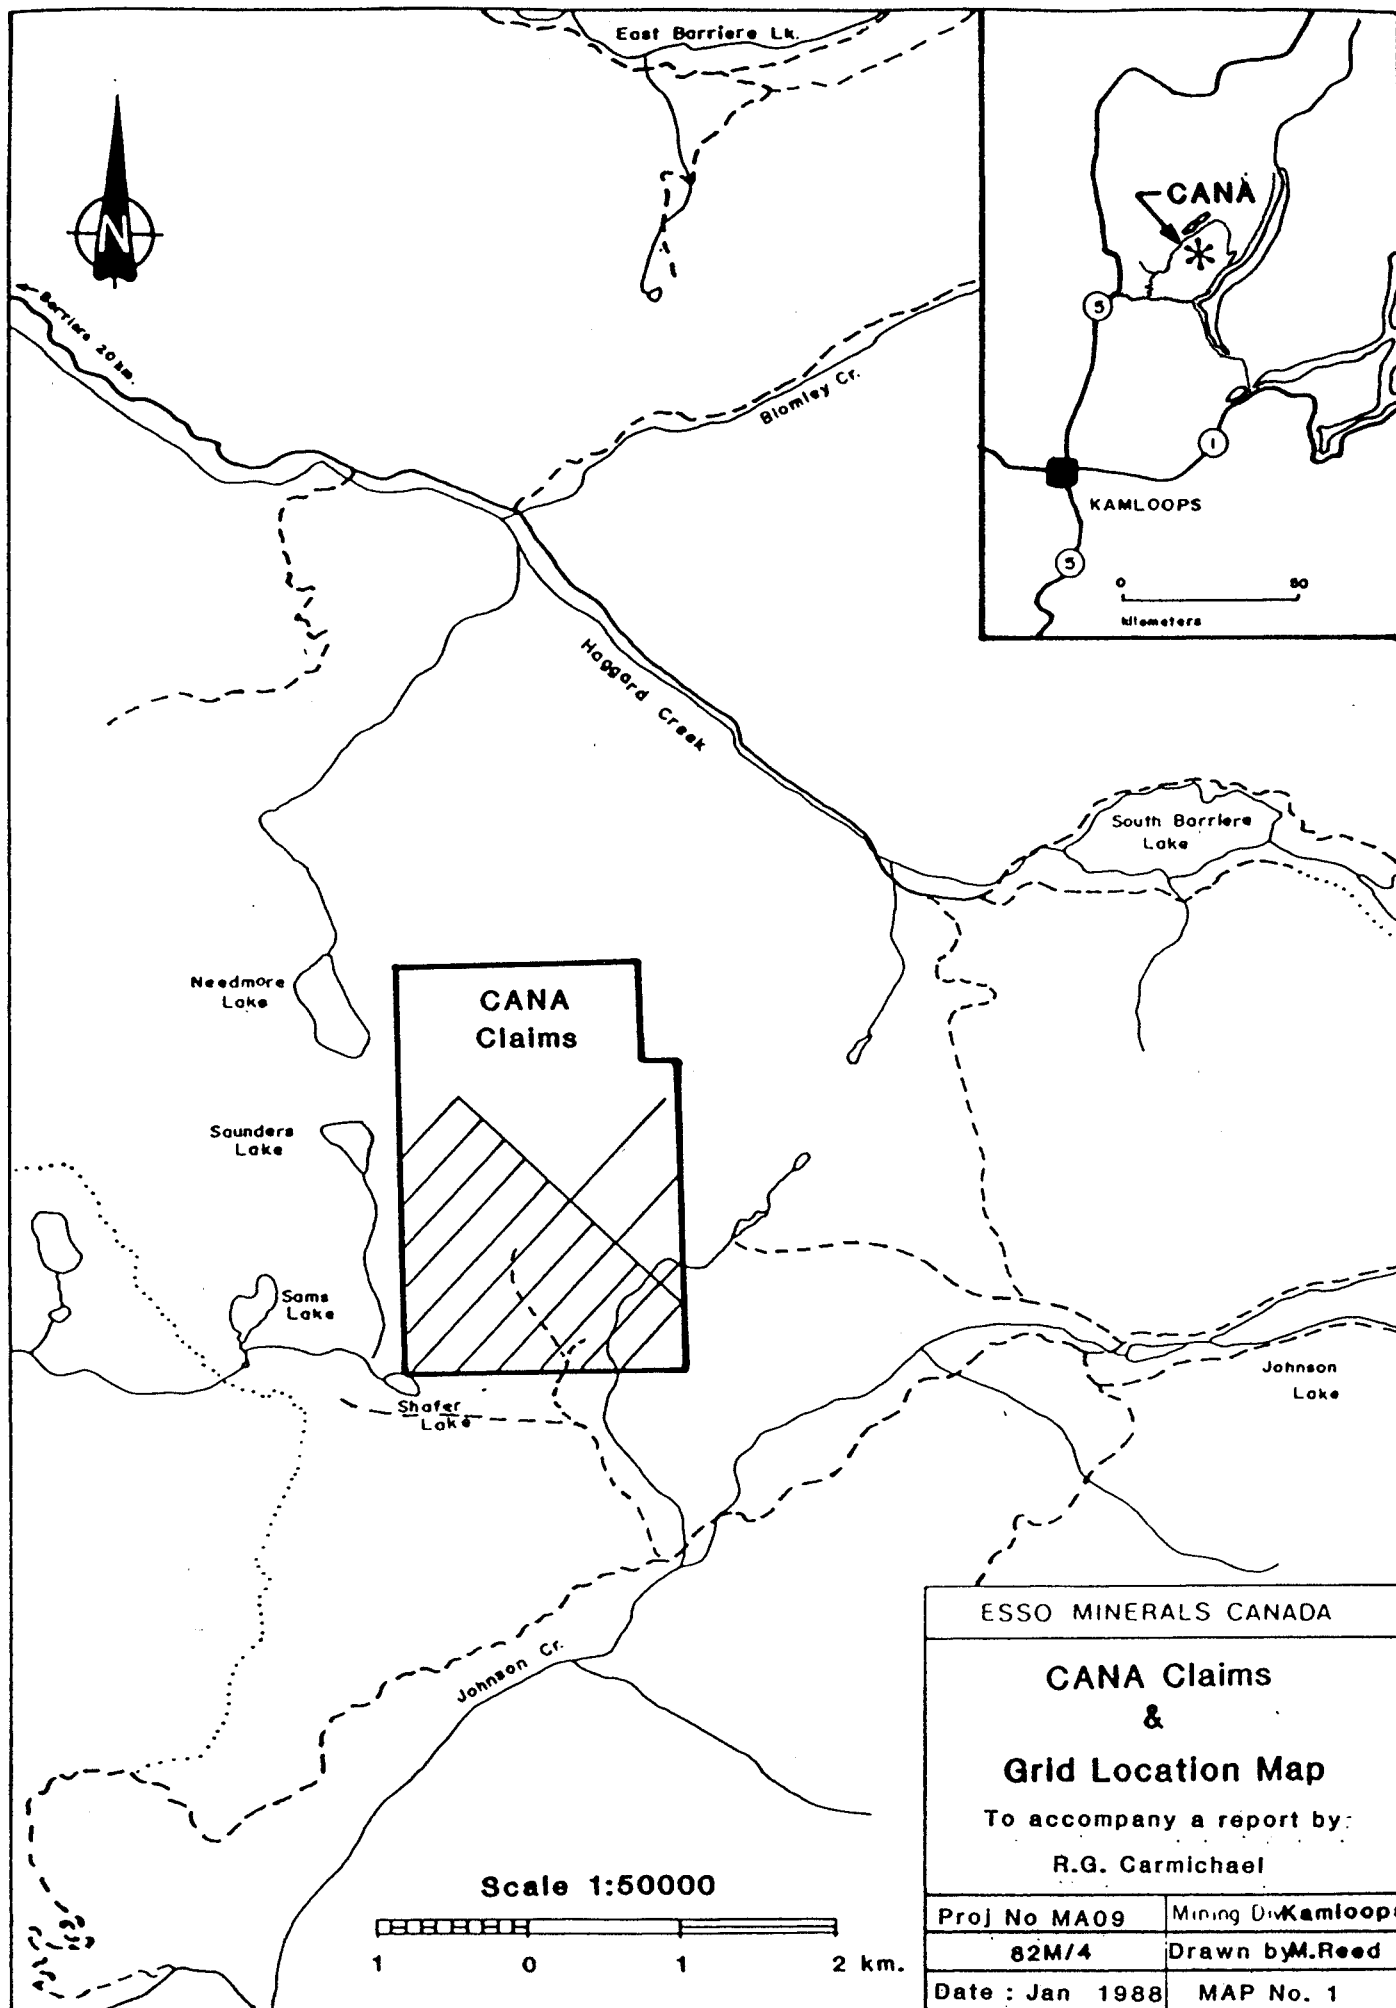 East Barriere Lk.
N
Barriere 20 km.
Blomley Cr.
CANA
5
1
KAMLOOPS
5
0
50
kilometers
Haggard Creek
South Barriere
Lake
Needmore
Lake
CANA
Claims
Saunders
Lake
Sams
Lake
Shafer
Lake
Johnson
Lake
Johnson Cr.
Scale 1:50000
1 0 1 2 km.
ESSO MINERALS CANADA
CANA Claims
&
Grid Location Map
To accompany a report by:
R.G. Carmichael
Proj No MA09
Mining Div Kamloops
82M/4
Drawn by M.Reed
Date : Jan 1988
MAP No. 1